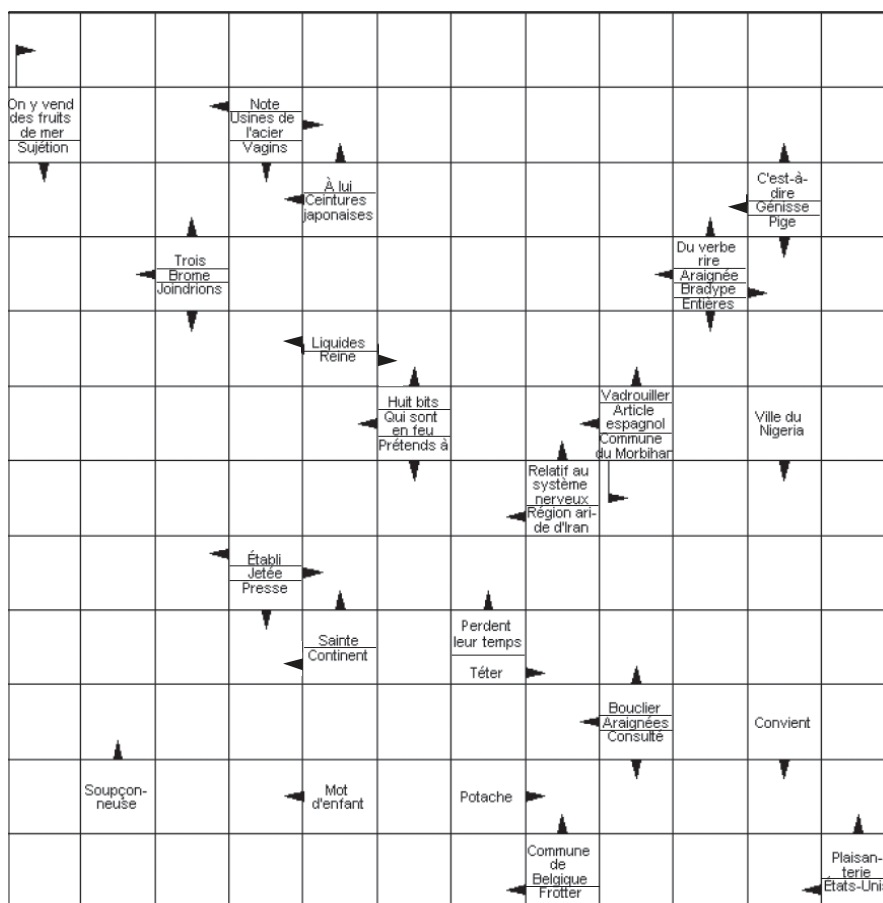 On y vend
des fruits
de mer
Sujétion
Note
Usines de
l'acier
Vagins
À lui
Ceintures
japonaises
C'est-à-
dire
Génisse
Pige
Trois
Brome
Joindrions
Du verbe
rire
Araignée
Bradype
Entières
Liquides
Reine
Huit bits
Qui sont
en feu
Prétends à
Vadrouiller
Article
espagnol
Commune
du Morbihan
Ville du
Nigeria
Relatif au
système
nerveux
Région ari-
de d'Iran
Établi
Jetée
Presse
Sainte
Continent
Perdent
leur temps
Téter
Bouclier
Araignées
Consulté
Convient
Soupçon-
neuse
Mot
d'enfant
Potache
Commune
de
Belgique
Frotter
Plaisan-
terie
États-Unis